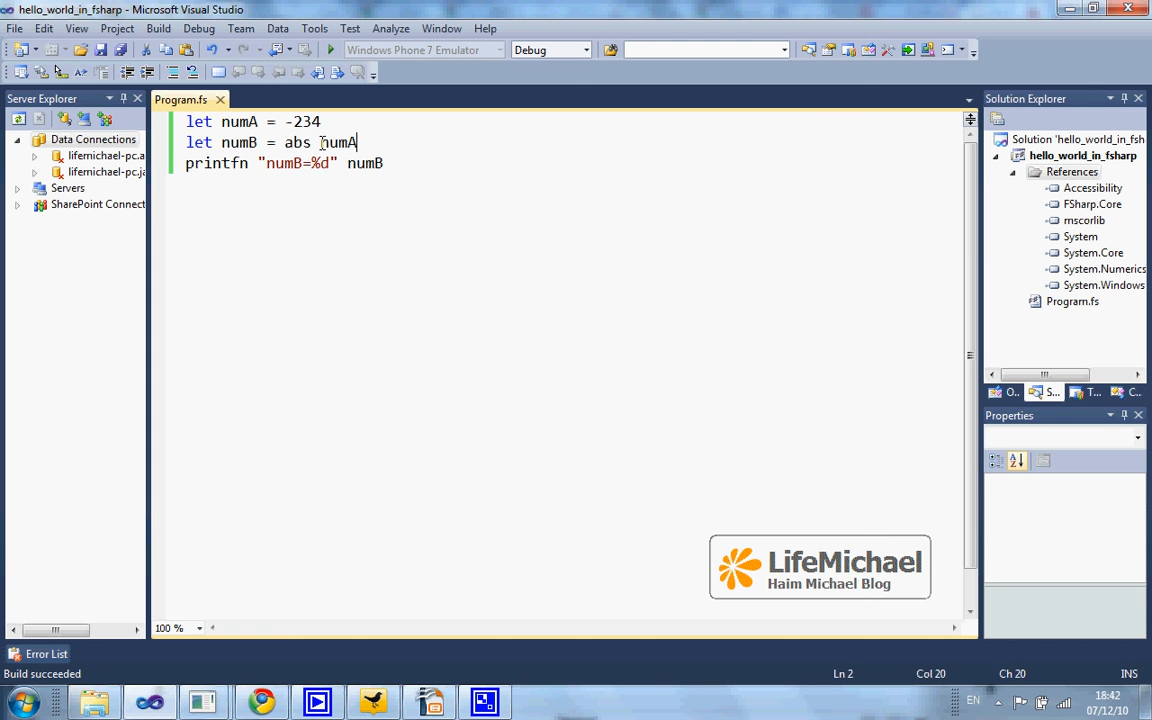 hello_world_in_fsharp - Microsoft Visual Studio
File Edit View Project Build Debug Team Data Tools Test Analyze Window Help
Windows Phone 7 Emulator Debug
Server Explorer
Data Connections
lifemichael-pc.a
lifemichael-pc.ja
Servers
SharePoint Connect
Program.fs
let numA = -234
let numB = abs numA
printfn "numB=%d" numB
LifeMichael
Haim Michael Blog
100 %
Solution Explorer
Solution 'hello_world_in_fsh
hello_world_in_fsharp
References
Accessibility
FSharp.Core
mscorlib
System
System.Core
System.Numerics
System.Windows
Program.fs
O... S... T... C...
Properties
Error List
Build succeeded Ln 2 Col 20 Ch 20 INS
EN 18:42
07/12/10